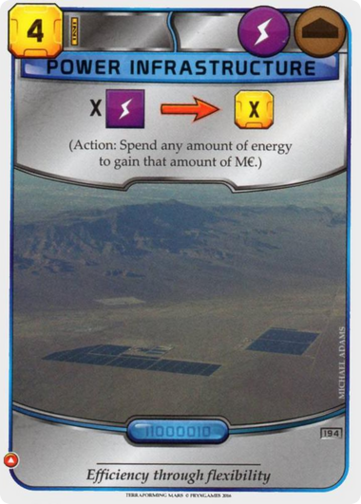 4
POWER INFRASTRUCTURE
X X
(Action: Spend any amount of energy
to gain that amount of M€.)
MICHAEL ADAMS
11000010
194
Efficiency through flexibility
TERRAFORMING MARS © FRYXGAMES 2016